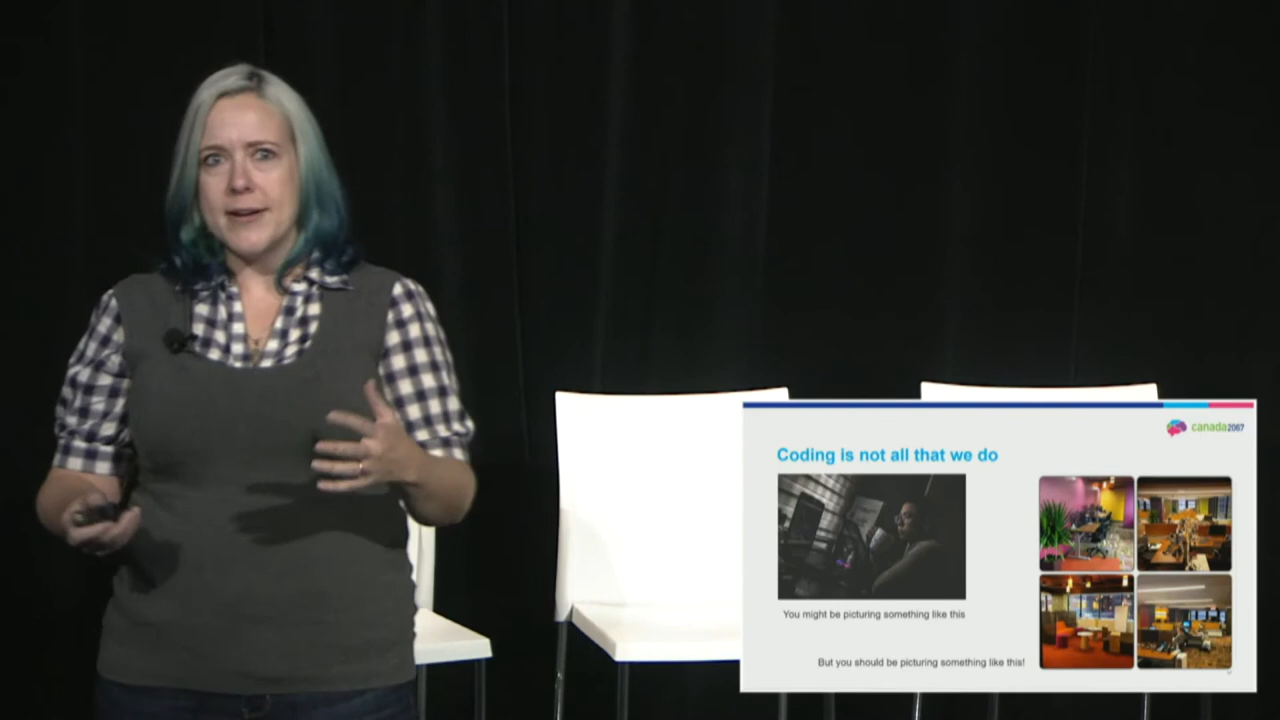 canada2067
Coding is not all that we do
You might be picturing something like this
But you should be picturing something like this!